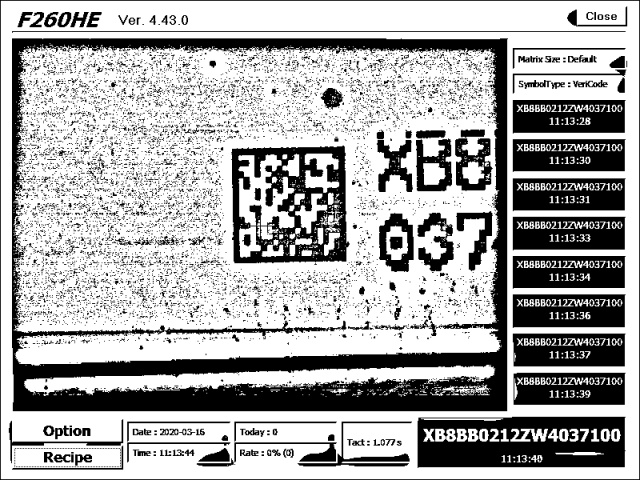 F260HE Ver. 4.43.0
Close
Matrix Size : Default
SymbolType : VeriCode
XB8BB0212ZW4037100
11:13:28
XB8BB0212ZW4037100
11:13:30
XB8BB0212ZW4037100
11:13:31
XB8BB0212ZW4037100
11:13:33
XB8BB0212ZW4037100
11:13:34
XB8BB0212ZW4037100
11:13:36
XB8BB0212ZW4037100
11:13:37
XB8BB0212ZW4037100
11:13:39
XB8
037
Option
Recipe
Date : 2020-03-16
Time : 11:13:44
Today : 0
Rate : 0% (0)
Tact : 1.077 s
XB8BB0212ZW4037100
11:13:40